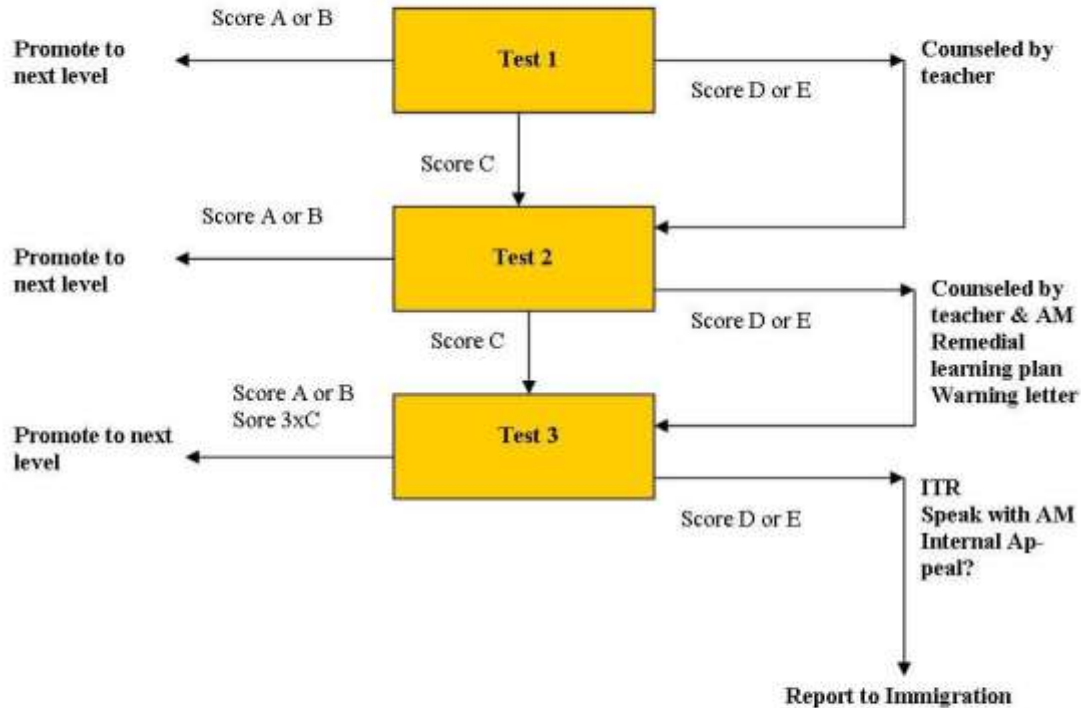 Score A or B
Promote to
next level
Test 1
Counseled by
teacher
Score D or E
Score C
Score A or B
Promote to
next level
Test 2
Score D or E
Counseled by
teacher & AM
Remedial
learning plan
Warning letter
Score C
Score A or B
Sore 3xC
Promote to next
level
Test 3
Score D or E
ITR
Speak with AM
Internal Ap-
peal?
Report to Immigration